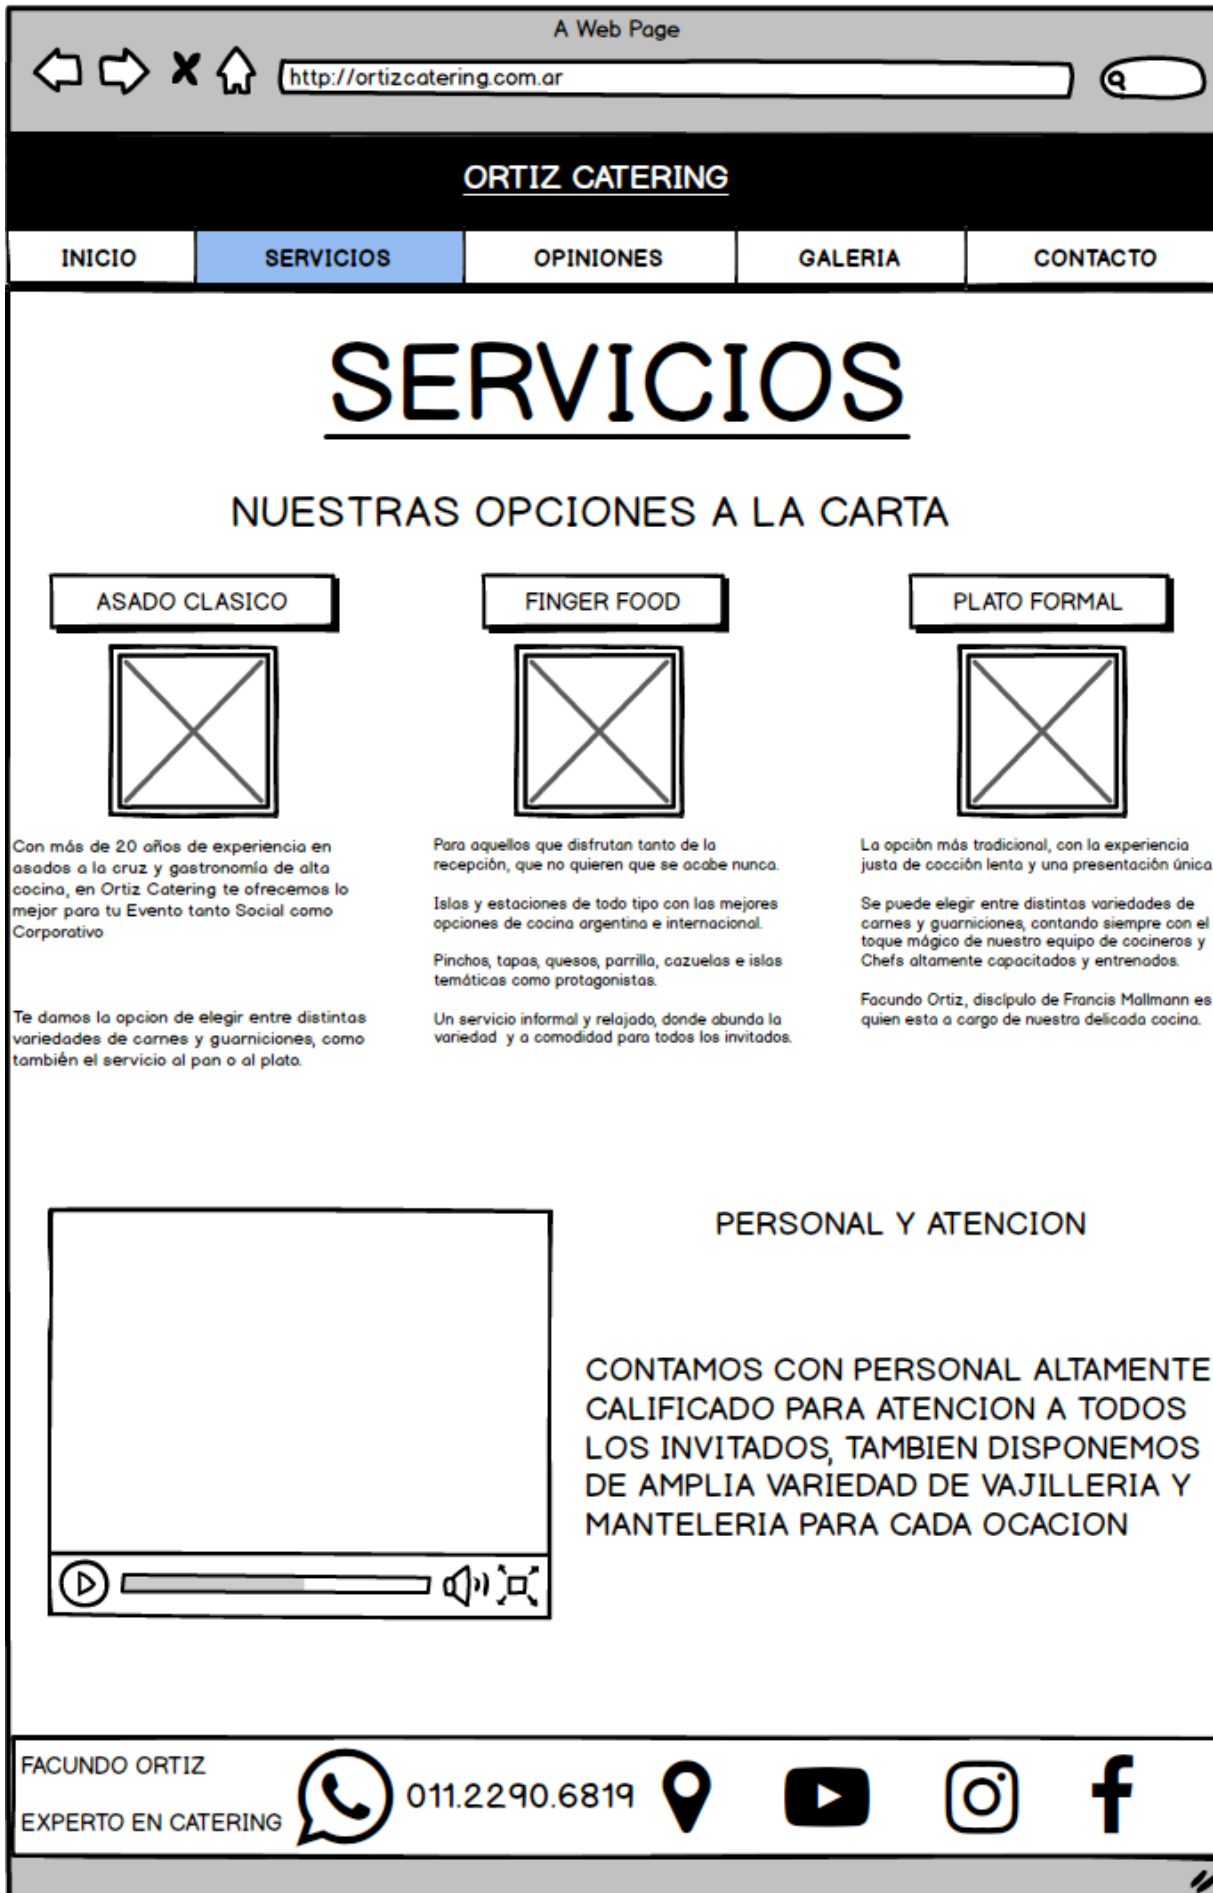 A Web Page
http://ortizcatering.com.ar
ORTIZ CATERING
INICIO
SERVICIOS
OPINIONES
GALERIA
CONTACTO
SERVICIOS
NUESTRAS OPCIONES A LA CARTA
ASADO CLASICO
Con más de 20 años de experiencia en
asados a la cruz y gastronomía de alta
cocina, en Ortiz Catering te ofrecemos lo
mejor para tu Evento tanto Social como
Corporativo
Te damos la opcion de elegir entre distintas
variedades de carnes y guarniciones, como
también el servicio al pan o al plato.
FINGER FOOD
Para aquellos que disfrutan tanto de la
recepción, que no quieren que se acabe nunca.
Islas y estaciones de todo tipo con las mejores
opciones de cocina argentina e internacional.
Pinchos, tapas, quesos, parrilla, cazuelas e islas
temáticas como protagonistas.
Un servicio informal y relajado, donde abunda la
variedad y a comodidad para todos los invitados.
PLATO FORMAL
La opción más tradicional, con la experiencia
justa de cocción lenta y una presentación única
Se puede elegir entre distintas variedades de
carnes y guarniciones, contando siempre con el
toque mágico de nuestro equipo de cocineros y
Chefs altamente capacitados y entrenados.
Facundo Ortiz, discípulo de Francis Mallmann es
quien esta a cargo de nuestra delicada cocina.
PERSONAL Y ATENCION
CONTAMOS CON PERSONAL ALTAMENTE
CALIFICADO PARA ATENCION A TODOS
LOS INVITADOS, TAMBIEN DISPONEMOS
DE AMPLIA VARIEDAD DE VAJILLERIA Y
MANTELERIA PARA CADA OCACION
FACUNDO ORTIZ
EXPERTO EN CATERING
011.2290.6819